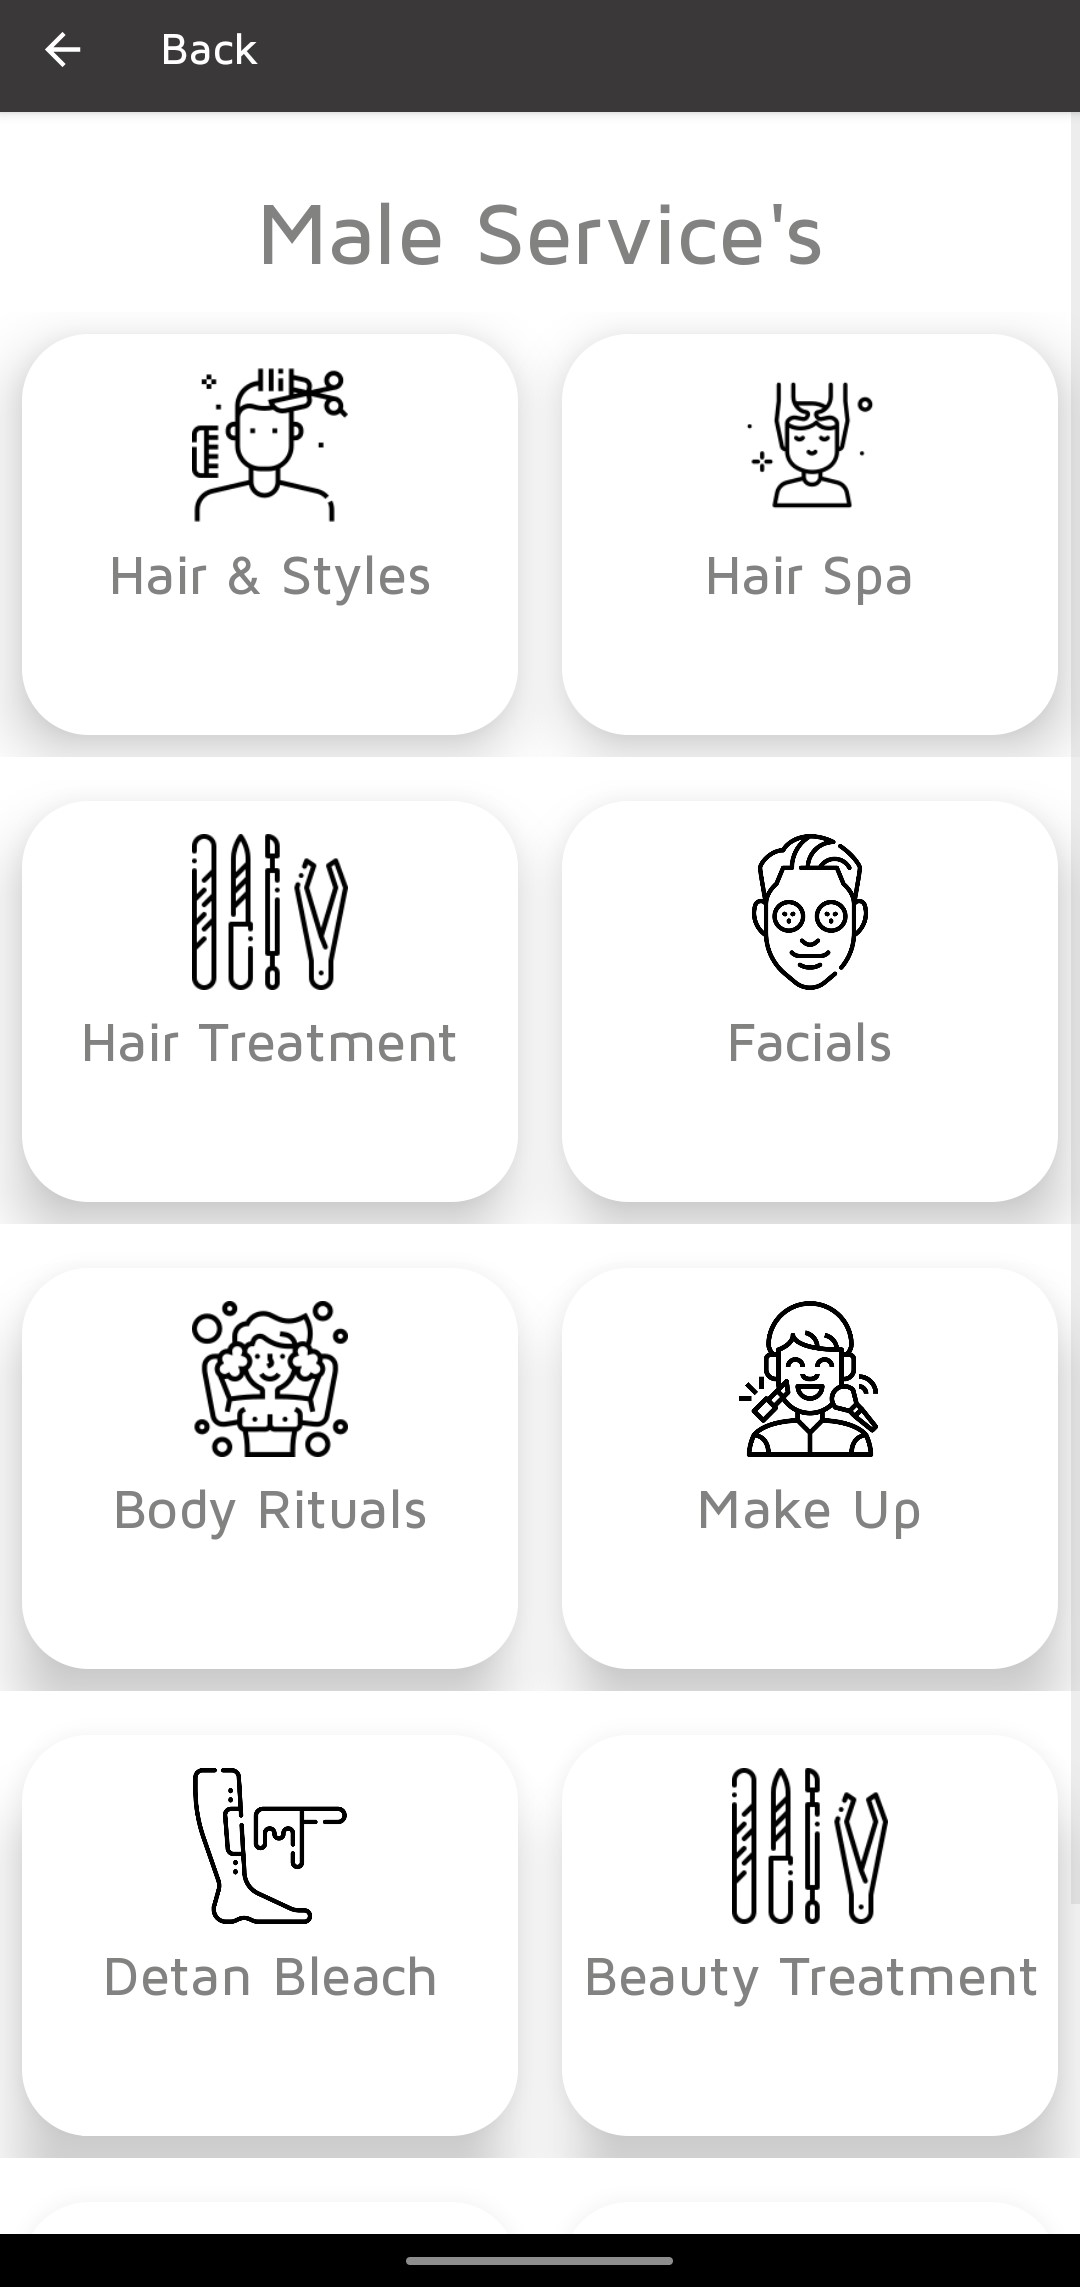 Back
Male Service's
Hair & Styles
Hair Spa
Hair Treatment
Facials
Body Rituals
Make Up
Detan Bleach
Beauty Treatment